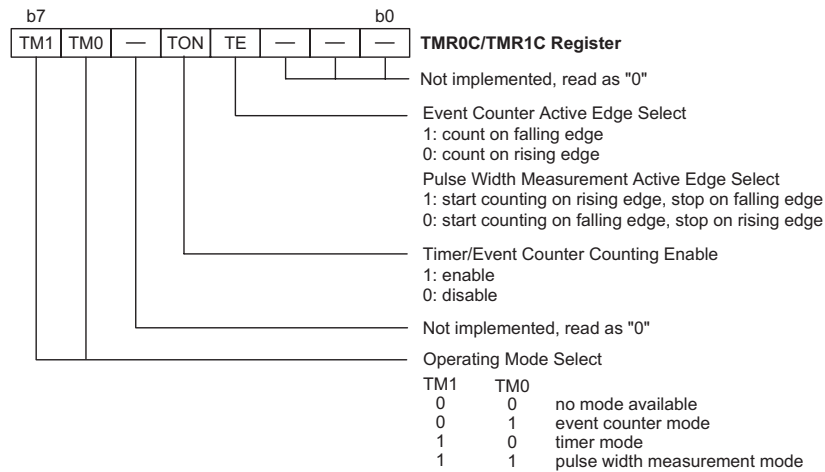 b7 b0
TM1 TM0 — TON TE — — — TMR0C/TMR1C Register
Not implemented, read as "0"
Event Counter Active Edge Select
1: count on falling edge
0: count on rising edge
Pulse Width Measurement Active Edge Select
1: start counting on rising edge, stop on falling edge
0: start counting on falling edge, stop on rising edge
Timer/Event Counter Counting Enable
1: enable
0: disable
Not implemented, read as "0"
Operating Mode Select
TM1 TM0
0 0 no mode available
0 1 event counter mode
1 0 timer mode
1 1 pulse width measurement mode